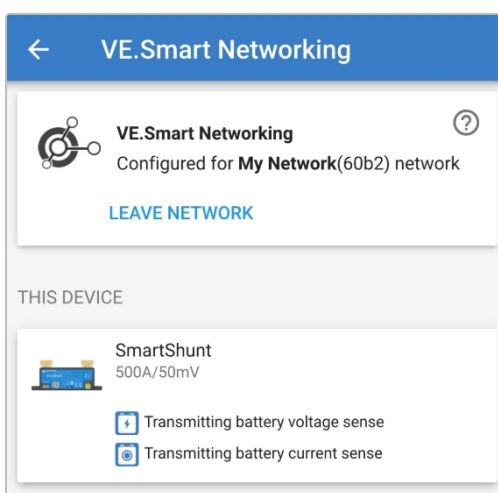 VE.Smart Networking
VE.Smart Networking
Configured for My Network(60b2) network
LEAVE NETWORK
THIS DEVICE
SmartShunt
500A/50mV
Transmitting battery voltage sense
Transmitting battery current sense